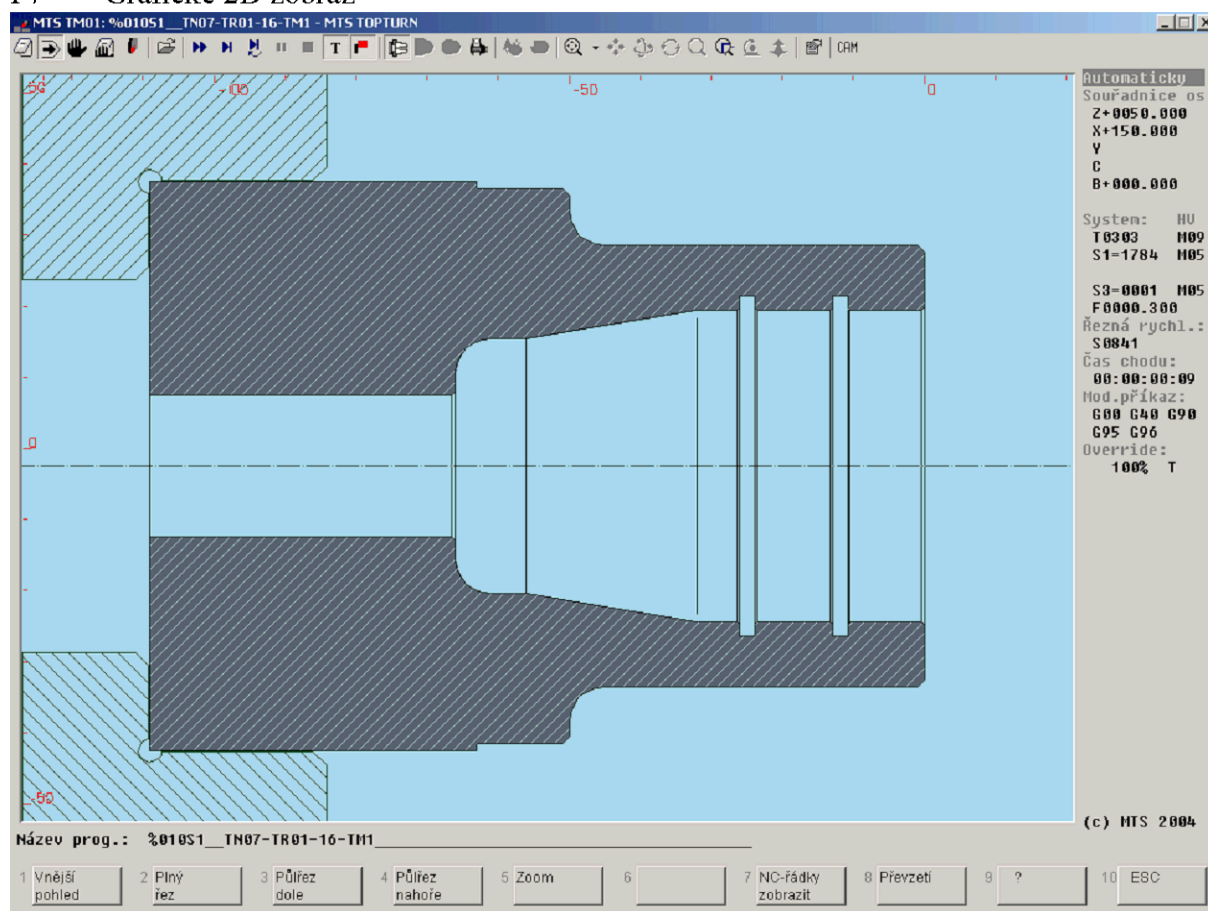 F7 Grafické 2D zobraz
MTS TM01: %010S1__TN07-TR01-16-TM1 - MTS TOPTURN
T
CAM
-100
-50
0
Automaticky
Souřadnice os
Z+0050.000
X+150.000
Y
C
B+000.000
System: HV
T0303 M09
S1=1784 M05
S3=0001 M05
F0000.300
Řezná rychl.:
S0841
Čas chodu:
00:00:00:09
Mod.příkaz:
G00 G40 G90
G95 G96
Override:
100% T
0
-50
(c) MTS 2004
Název prog.: %010S1__TN07-TR01-16-TM1
1 Vnější pohled
2 Plný řez
3 Půlřez dole
4 Půlřez nahoře
5 Zoom
6
7 NC-řádky zobrazit
8 Převzetí
9 ?
10 ESC